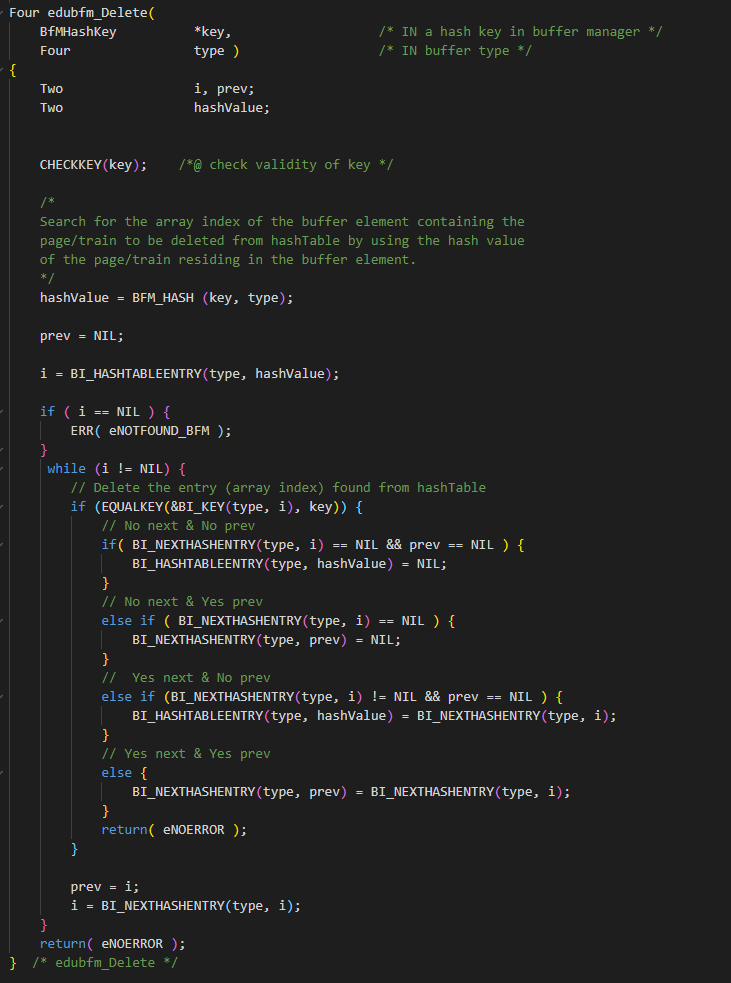 Four edubfm_Delete(
    BfMHashKey          *key,                   /* IN a hash key in buffer manager */
    Four                type )                  /* IN buffer type */
{
    Two                 i, prev;
    Two                 hashValue;
    CHECKKEY(key);    /*@ check validity of key */
    /*
    Search for the array index of the buffer element containing the
    page/train to be deleted from hashTable by using the hash value
    of the page/train residing in the buffer element.
    */
    hashValue = BFM_HASH (key, type);
    prev = NIL;
    i = BI_HASHTABLEENTRY(type, hashValue);
    if ( i == NIL ) {
        ERR( eNOTFOUND_BFM );
    }
     while (i != NIL) {
        // Delete the entry (array index) found from hashTable
        if (EQUALKEY(&BI_KEY(type, i), key)) {
            // No next & No prev
            if( BI_NEXTHASHENTRY(type, i) == NIL && prev == NIL ) {
                BI_HASHTABLEENTRY(type, hashValue) = NIL;
            }
            // No next & Yes prev
            else if ( BI_NEXTHASHENTRY(type, i) == NIL ) {
                BI_NEXTHASHENTRY(type, prev) = NIL;
            }
            //  Yes next & No prev
            else if (BI_NEXTHASHENTRY(type, i) != NIL && prev == NIL ) {
                BI_HASHTABLEENTRY(type, hashValue) = BI_NEXTHASHENTRY(type, i);
            }
            // Yes next & Yes prev
            else {
                BI_NEXTHASHENTRY(type, prev) = BI_NEXTHASHENTRY(type, i);
            }
            return( eNOERROR );
        }
        prev = i;
        i = BI_NEXTHASHENTRY(type, i);
    }
    return( eNOERROR );
}  /* edubfm_Delete */